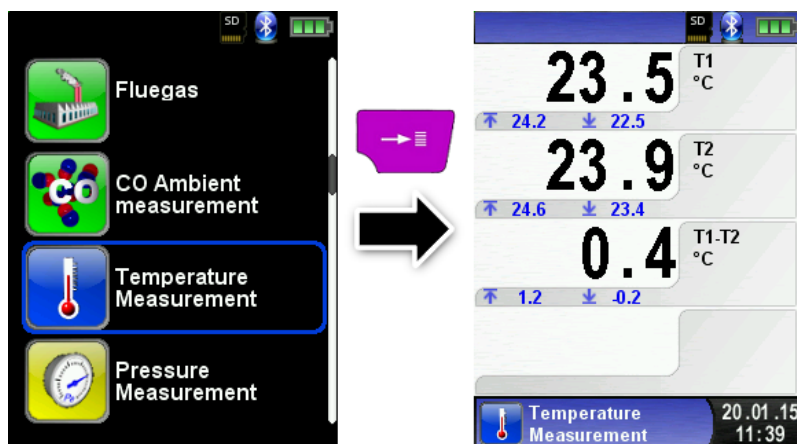 SD
Fluegas
CO
CO Ambient
measurement
Temperature
Measurement
Pa
Pressure
Measurement
SD
23.5 T1
°C
24.2 22.5
23.9 T2
°C
24.6 23.4
0.4 T1-T2
°C
1.2 -0.2
Temperature
Measurement
20.01.15
11:39